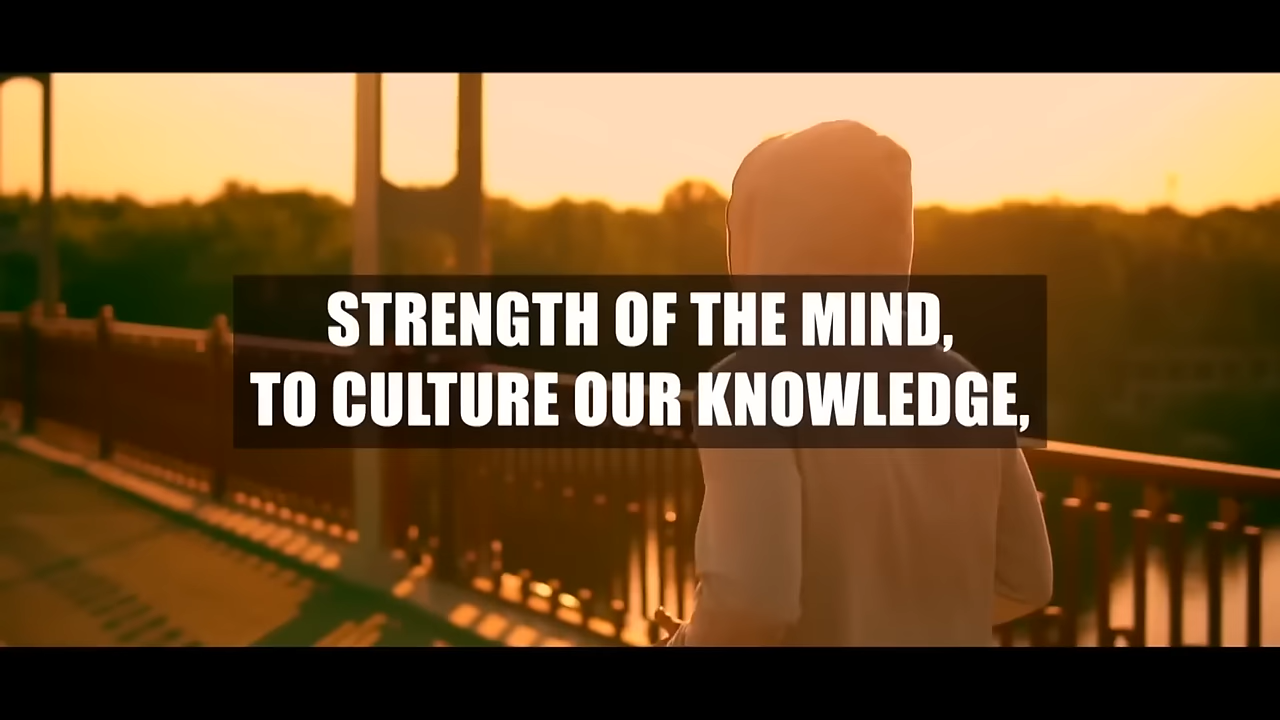 STRENGTH OF THE MIND,
TO CULTURE OUR KNOWLEDGE,